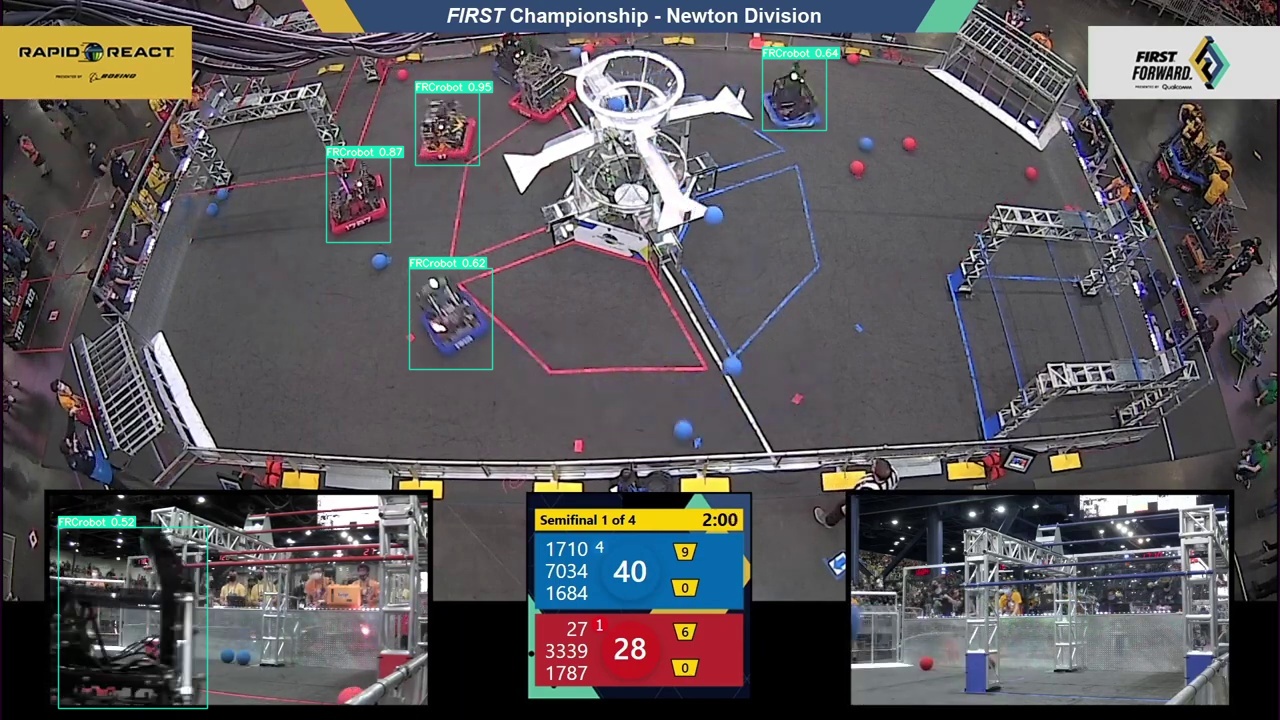 FIRST Championship - Newton Division
RAPID REACT
PRESENTED BY BOEING
FIRST
FORWARD
PRESENTED BY Qualcomm
FRCrobot 0.95
FRCrobot 0.64
FRCrobot 0.87
FRCrobot 0.62
FRCrobot 0.52
Semifinal 1 of 4 2:00
1710 4
7034
1684
40
9
0
27 1
3339
1787
28
6
0